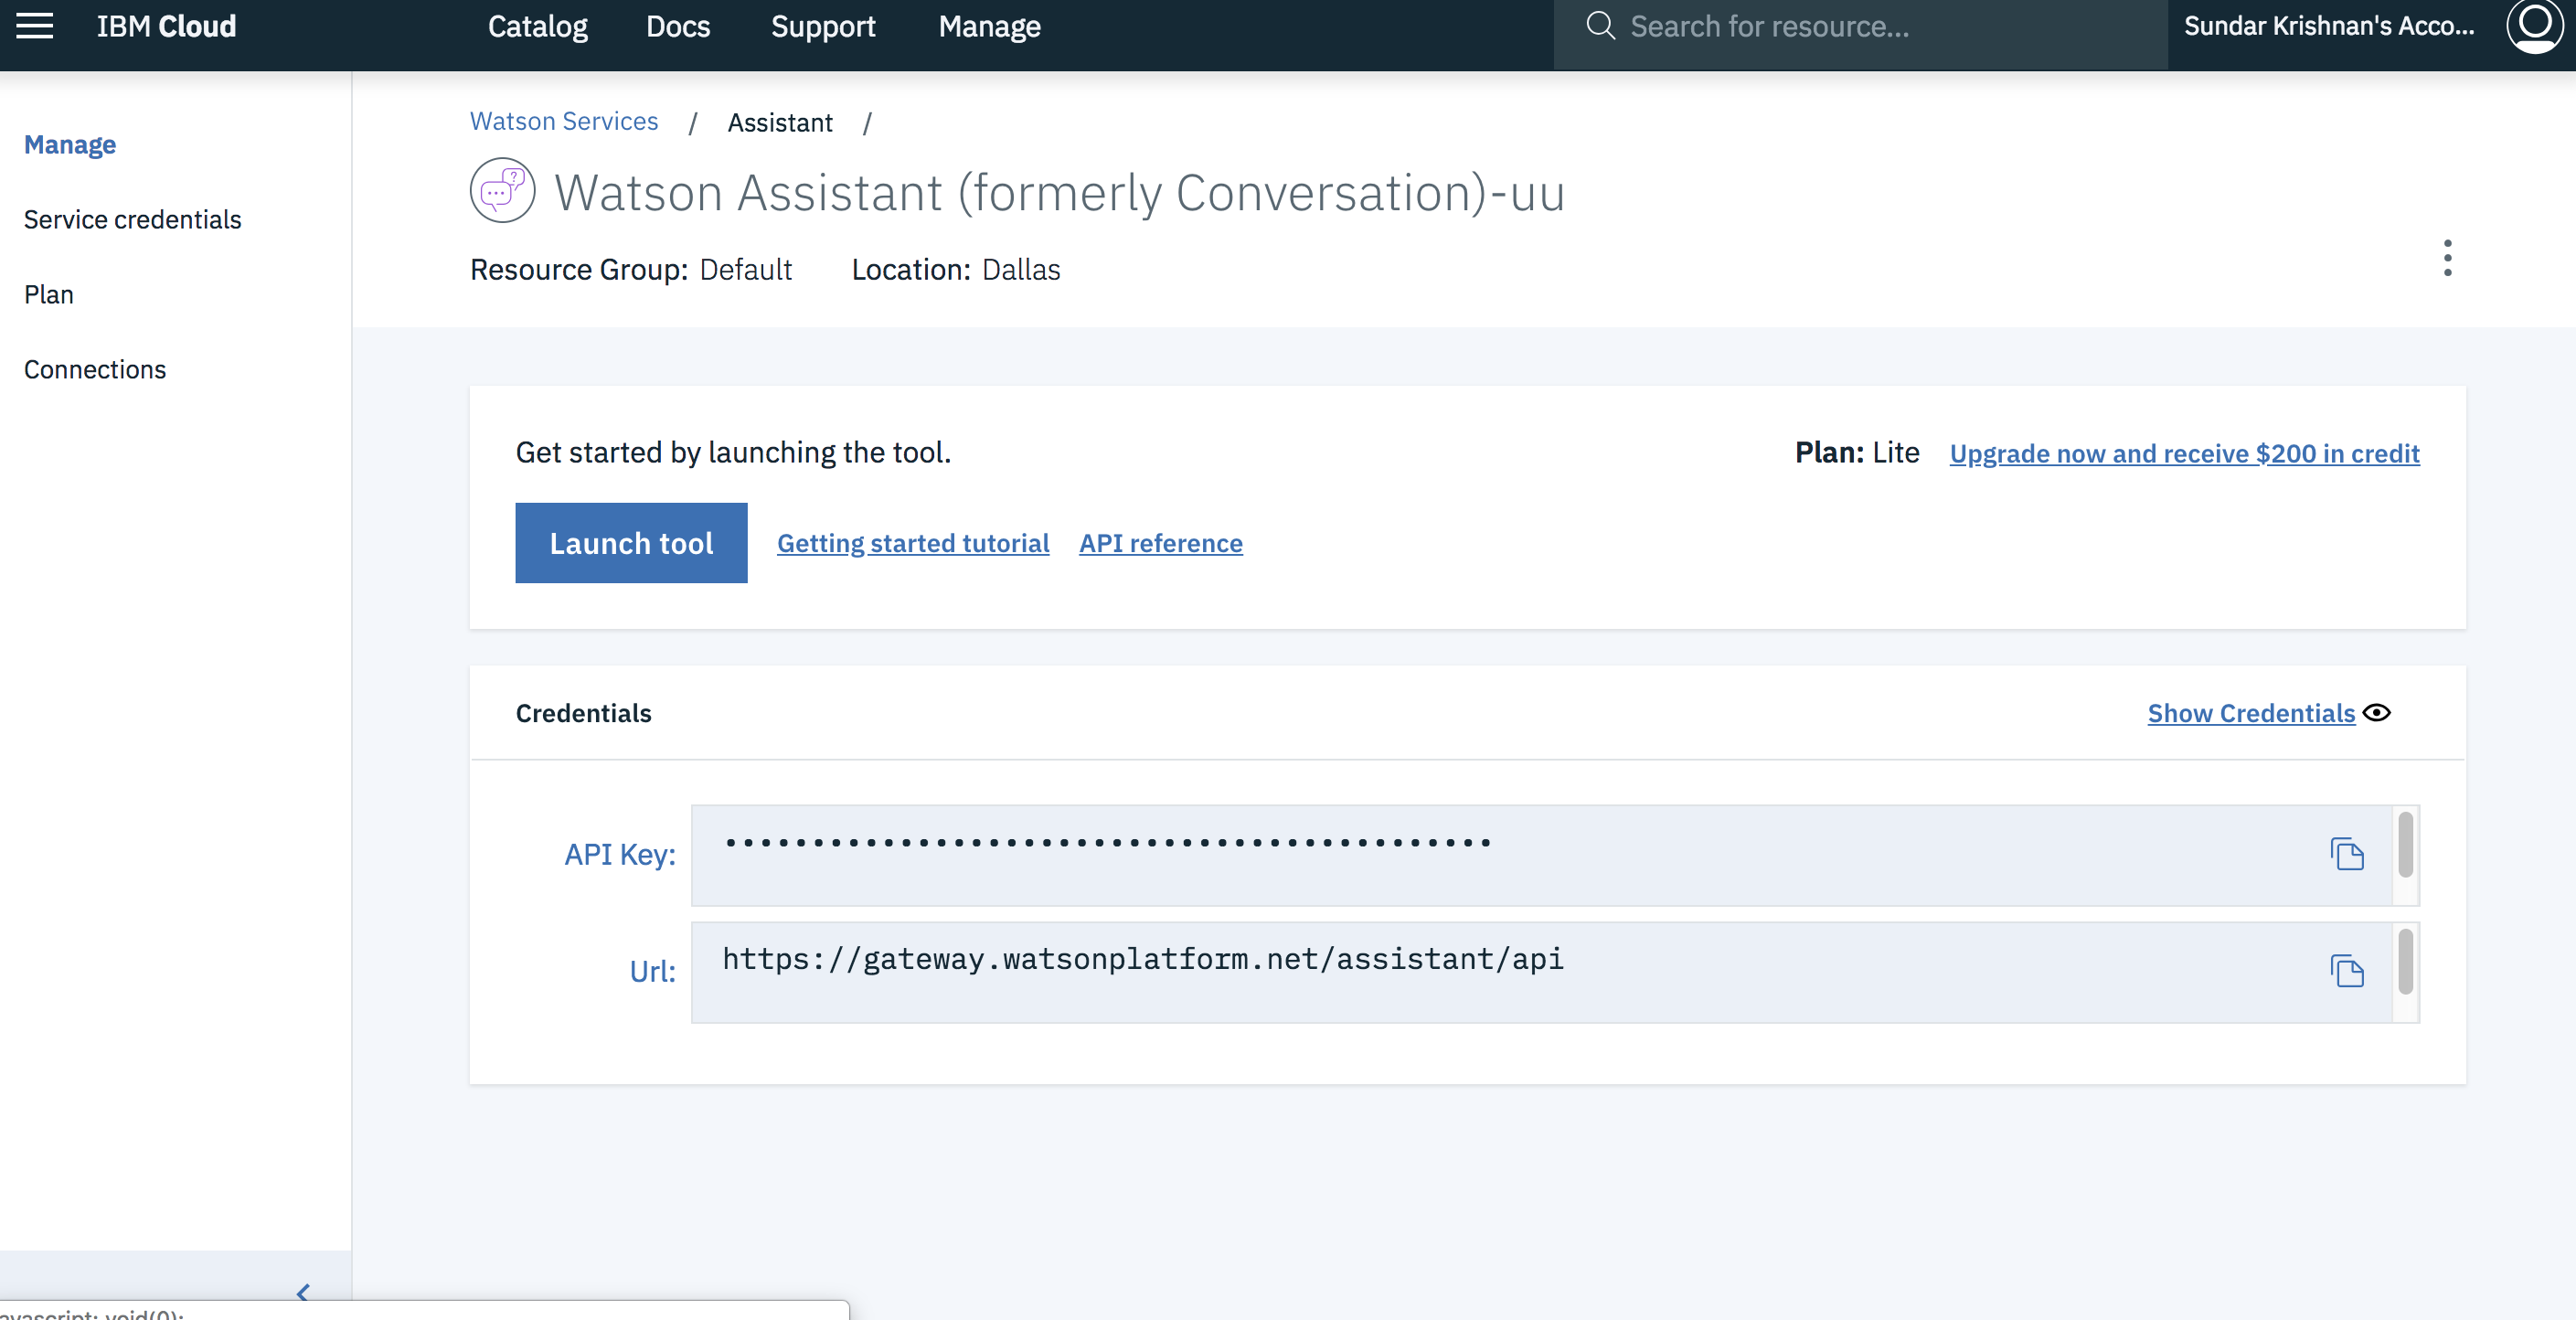 IBM Cloud Catalog Docs Support Manage Search for resource... Sundar Krishnan's Acco...
Manage
Service credentials
Plan
Connections
Watson Services / Assistant /
Watson Assistant (formerly Conversation)-uu
Resource Group: Default Location: Dallas
Get started by launching the tool.
Plan: Lite Upgrade now and receive $200 in credit
Launch tool Getting started tutorial API reference
Credentials Show Credentials
API Key: ••••••••••••••••••••••••••••••••••••••••••••
Url: https://gateway.watsonplatform.net/assistant/api
avascript: void(0);